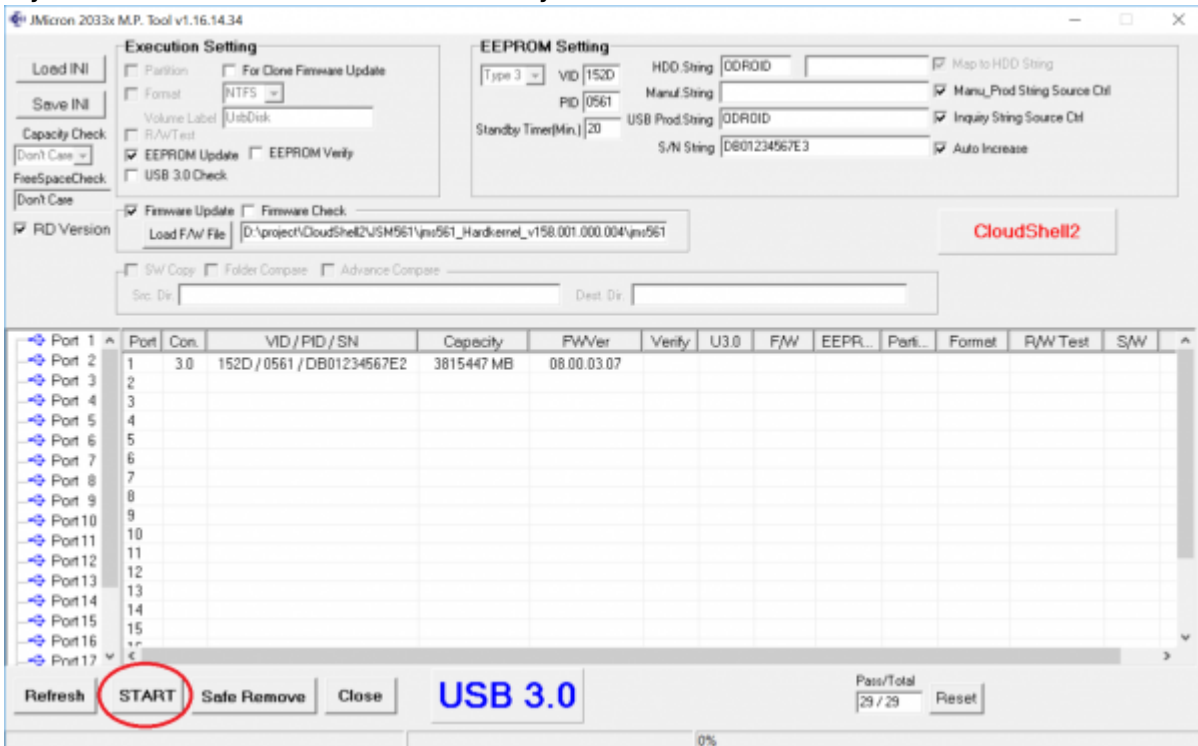 JMicron 2033x M.P. Tool v1.16.14.34
Load INI
Save INI
Capacity Check
Don't Care
FreeSpaceCheck
Don't Care
RD Version
Execution Setting
Partition
For Clone Firmware Update
Format
NTFS
Volume Label
UsbDisk
R/WTest
EEPROM Update
EEPROM Verify
USB 3.0 Check
EEPROM Setting
Type 3
VID 152D
PID 0561
Standby Timer(Min.) 20
HDD.String ODROID
Manuf.String
USB Prod.String ODROID
S/N String DB01234567E3
Map to HDD String
Manu_Prod String Source Ctrl
Inquiry String Source Ctrl
Auto Increase
Firmware Update
Firmware Check
Load F/W File
D:\project\CloudShell2\JSM561\jms561_Hardkernel_v158.001.000.004\jms561
CloudShell2
SW Copy
Folder Compare
Advance Compare
Src. Dir.
Dest. Dir.
Port 1
Port 2
Port 3
Port 4
Port 5
Port 6
Port 7
Port 8
Port 9
Port 10
Port 11
Port 12
Port 13
Port 14
Port 15
Port 16
Port 17
Port Con. VID / PID / SN Capacity FWVer Verify U3.0 F/W EEPR... Parti... Format R/W Test S/W
1 3.0 152D / 0561 / DB01234567E2 3815447 MB 08.00.03.07
2
3
4
5
6
7
8
9
10
11
12
13
14
15
Refresh
START
Safe Remove
Close
USB 3.0
Pass/Total
29 / 29
Reset
0%